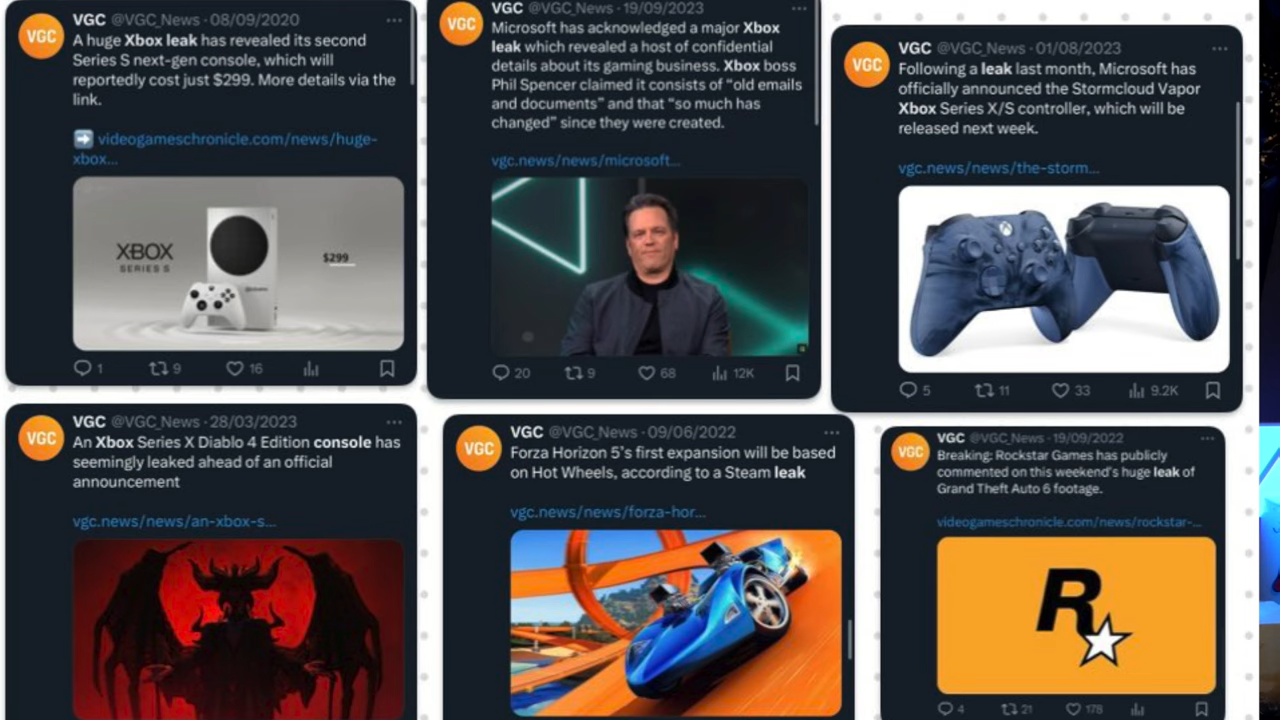 VGC
VGC @VGC_News · 08/09/2020
A huge Xbox leak has revealed its second
Series S next-gen console, which will
reportedly cost just $299. More details via the
link.
➡ videogameschronicle.com/news/huge-
xbox...
XBOX
SERIES S
$299
1 9 16
VGC
VGC @VGC_News · 19/09/2023
Microsoft has acknowledged a major Xbox
leak which revealed a host of confidential
details about its gaming business. Xbox boss
Phil Spencer claimed it consists of “old emails
and documents” and that “so much has
changed” since they were created.
vgc.news/news/microsoft...
20 9 68 12K
VGC
VGC @VGC_News · 01/08/2023
Following a leak last month, Microsoft has
officially announced the Stormcloud Vapor
Xbox Series X/S controller, which will be
released next week.
vgc.news/news/the-storm...
5 11 33 9.2K
VGC
VGC @VGC_News · 28/03/2023
An Xbox Series X Diablo 4 Edition console has
seemingly leaked ahead of an official
announcement
vgc.news/news/an-xbox-s...
VGC
VGC @VGC_News · 09/06/2022
Forza Horizon 5's first expansion will be based
on Hot Wheels, according to a Steam leak
vgc.news/news/forza-hor...
VGC
VGC @VGC_News · 19/09/2022
Breaking: Rockstar Games has publicly
commented on this weekend's huge leak of
Grand Theft Auto 6 footage.
videogameschronicle.com/news/rockstar-...
R
4 21 178